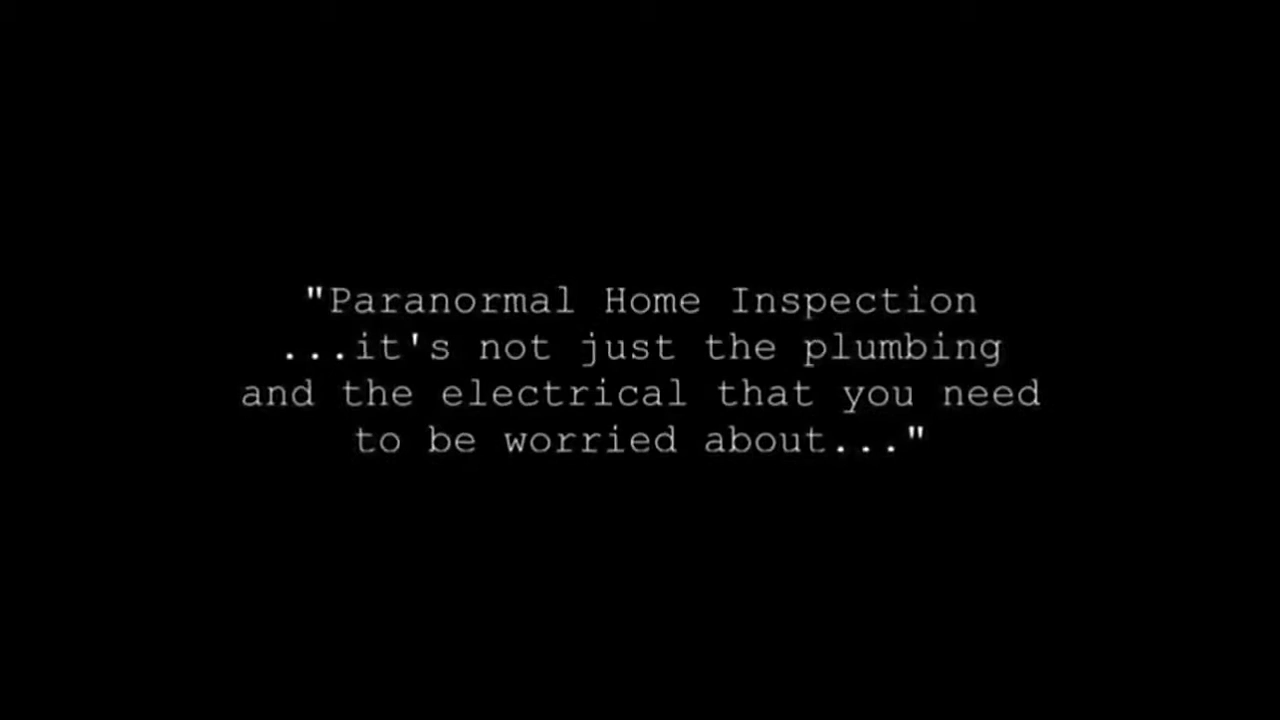 "Paranormal Home Inspection
...it's not just the plumbing
and the electrical that you need
to be worried about..."